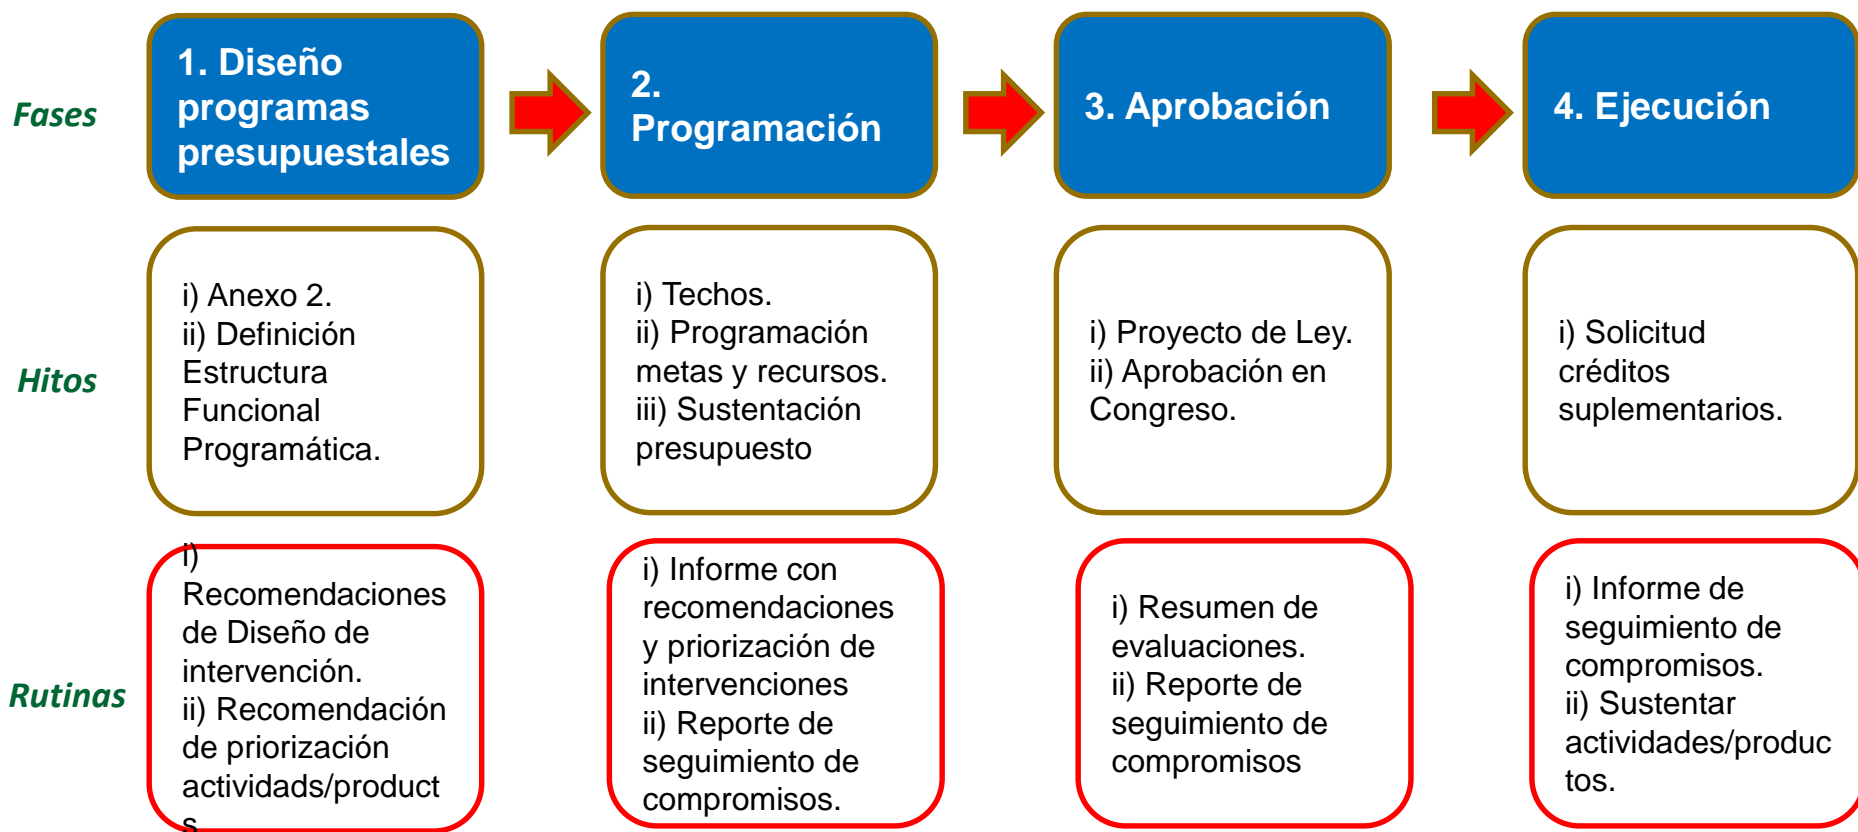 Fases
1. Diseño
programas
presupuestales
2.
Programación
3. Aprobación
4. Ejecución
Hitos
i) Anexo 2.
ii) Definición
Estructura
Funcional
Programática.
i) Techos.
ii) Programación
metas y recursos.
iii) Sustentación
presupuesto
i) Proyecto de Ley.
ii) Aprobación en
Congreso.
i) Solicitud
créditos
suplementarios.
Rutinas
i)
Recomendaciones
de Diseño de
intervención.
ii) Recomendación
de priorización
actividads/product
s
i) Informe con
recomendaciones
y priorización de
intervenciones
ii) Reporte de
seguimiento de
compromisos.
i) Resumen de
evaluaciones.
ii) Reporte de
seguimiento de
compromisos
i) Informe de
seguimiento de
compromisos.
ii) Sustentar
actividades/produc
tos.